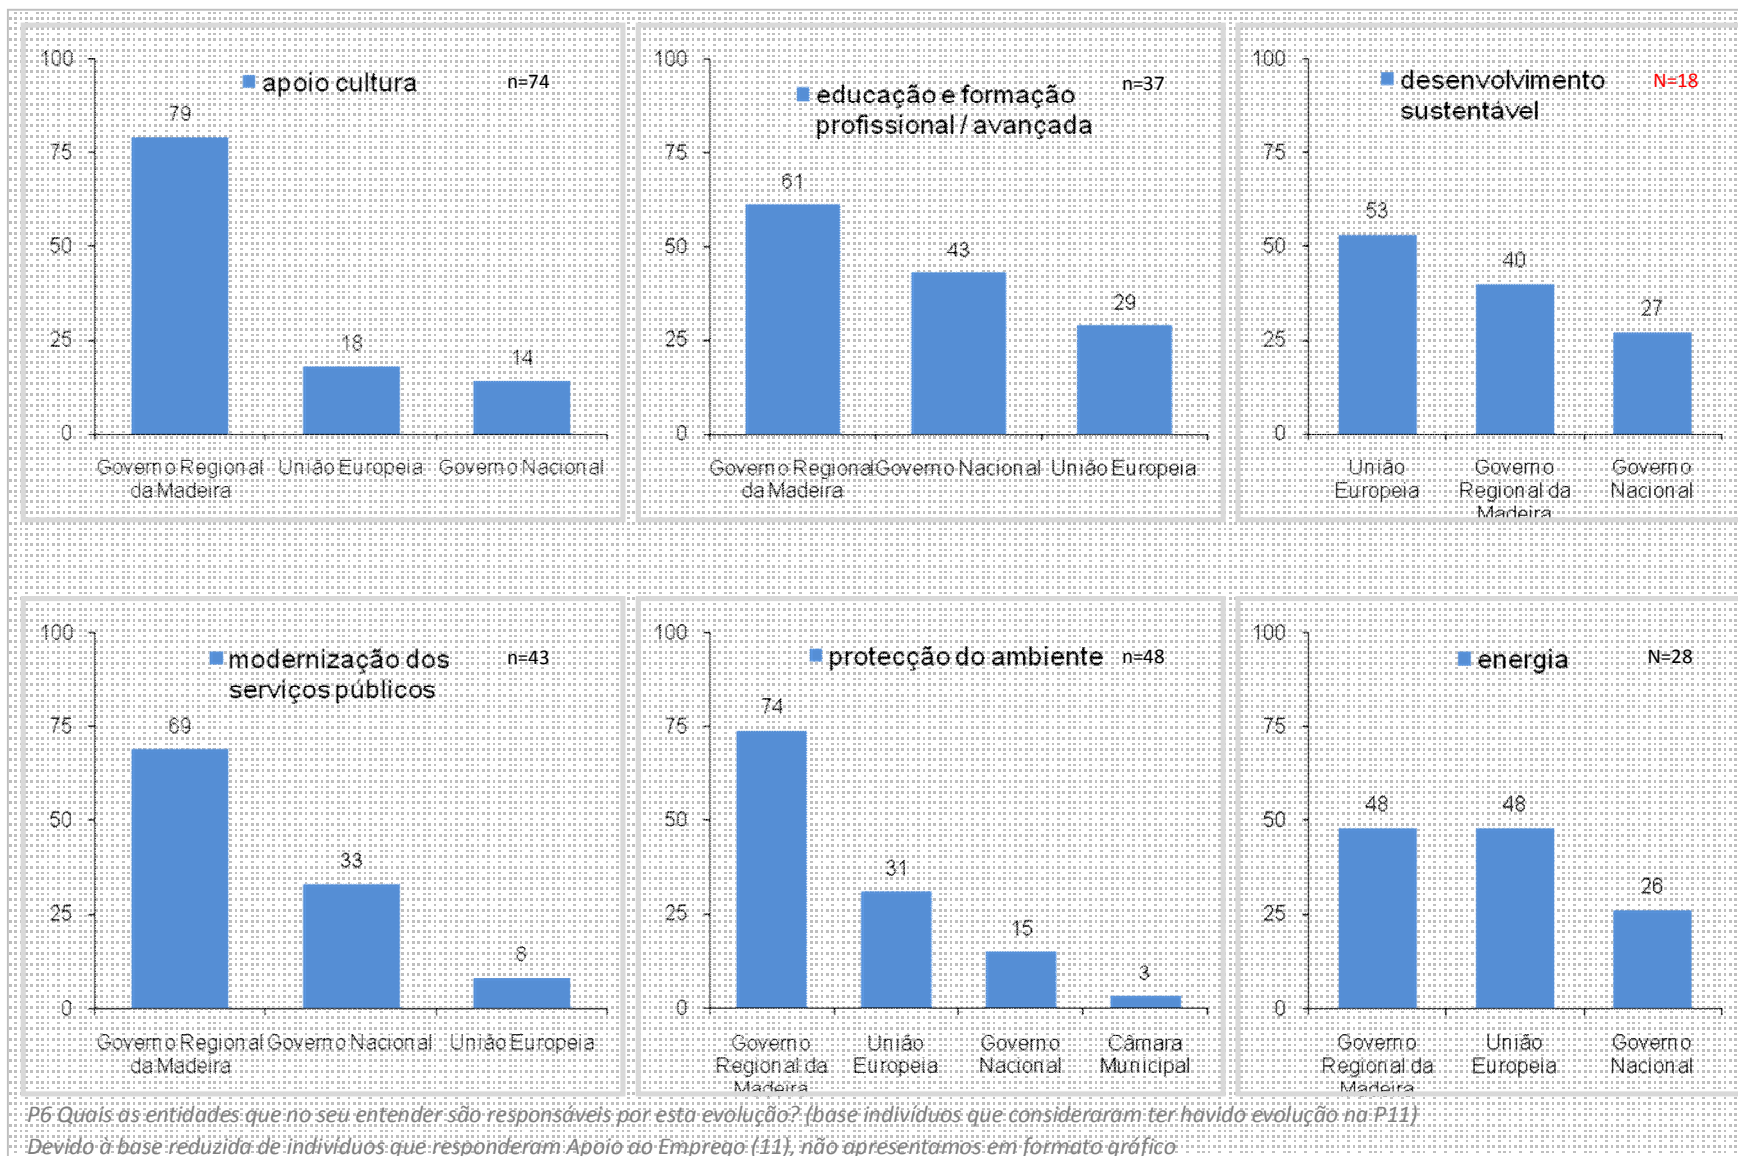 100
75
50
25
0
apoio cultura
n=74
79
18
14
Governo Regional
da Madeira
União Europeia
Governo Nacional
100
75
50
25
0
educação e formação
profissional / avançada
n=37
61
43
29
Governo Regional
da Madeira
Governo Nacional
União Europeia
100
75
50
25
0
desenvolvimento
sustentável
N=18
53
40
27
União
Europeia
Governo
Regional da
Madeira
Governo
Nacional
100
75
50
25
0
modernização dos
serviços públicos
n=43
69
33
8
Governo Regional
da Madeira
Governo Nacional
União Europeia
100
75
50
25
0
protecção do ambiente
n=48
74
31
15
3
Governo
Regional da
Madeira
União
Europeia
Governo
Nacional
Câmara
Municipal
100
75
50
25
0
energia
N=28
48
48
26
Governo
Regional da
Madeira
União
Europeia
Governo
Nacional
P6 Quais as entidades que no seu entender são responsáveis por esta evolução? (base indivíduos que consideraram ter havido evolução na P11)
Devido à base reduzida de indivíduos que responderam Apoio ao Emprego (11), não apresentamos em formato gráfico